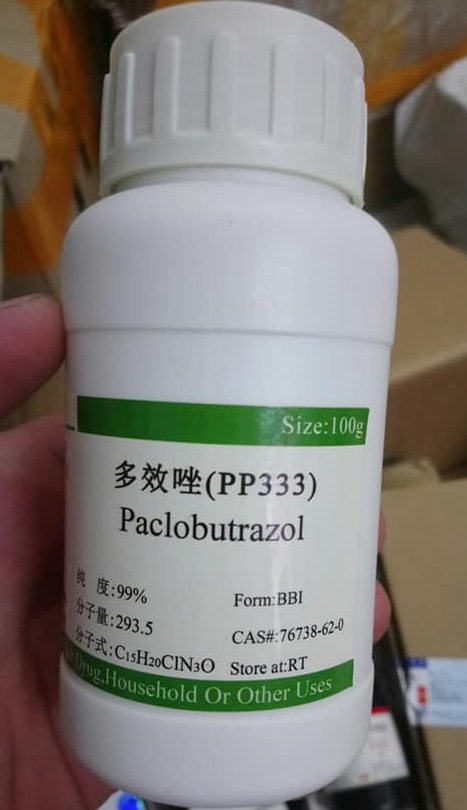 Size:100g
多效唑(PP333)
Paclobutrazol
纯 度:99%
Form:BBI
分子量:293.5
CAS#:76738-62-0
分子式:C15H20ClN3O
Store at:RT
Drug,Household Or Other Uses